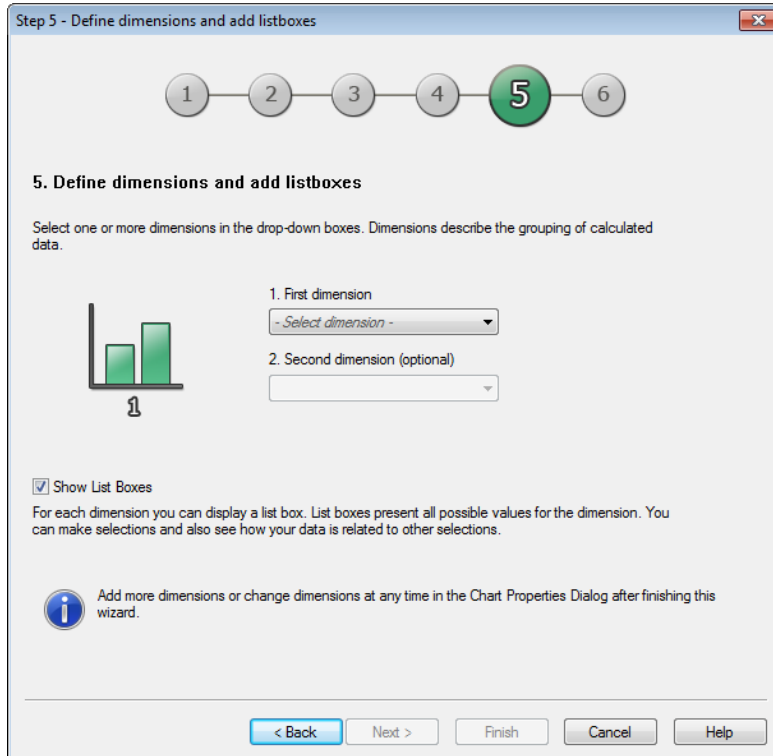 Step 5 - Define dimensions and add listboxes
1 2 3 4 5 6
5. Define dimensions and add listboxes
Select one or more dimensions in the drop-down boxes. Dimensions describe the grouping of calculated
data.
1. First dimension
- Select dimension -
2. Second dimension (optional)
1
Show List Boxes
For each dimension you can display a list box. List boxes present all possible values for the dimension. You
can make selections and also see how your data is related to other selections.
Add more dimensions or change dimensions at any time in the Chart Properties Dialog after finishing this
wizard.
< Back Next > Finish Cancel Help